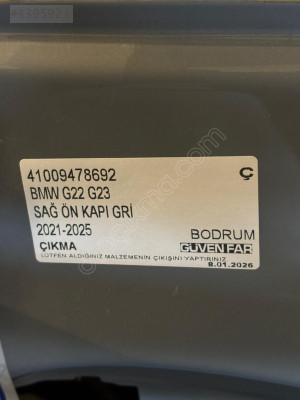 41009478692 Ç
BMW G22 G23
SAĞ ÖN KAPI GRİ
2021-2025 BODRUM
ÇIKMA GÜVEN FAR
LÜTFEN ALDIĞINIZ MALZEMENİN ÇIKIŞINI YAPTIRINIZ
8.01.2026